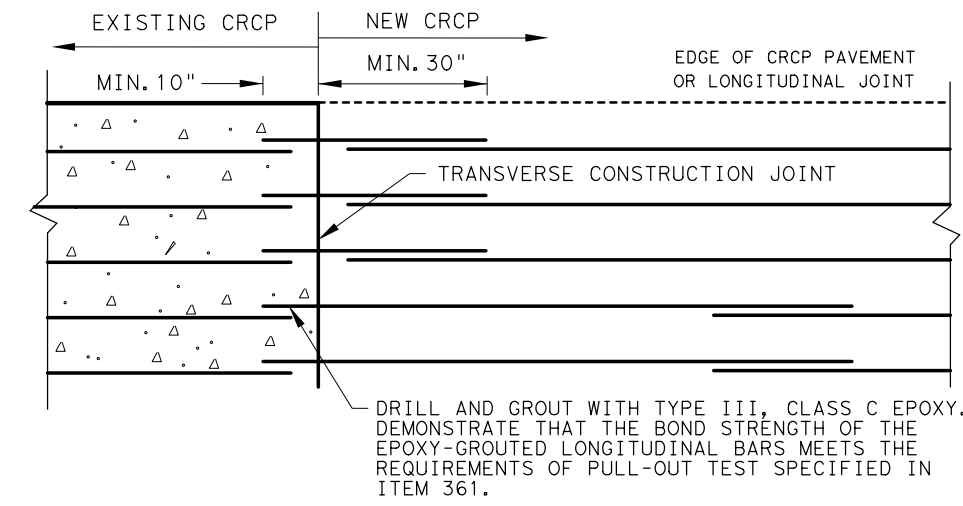 EXISTING CRCP
NEW CRCP
MIN. 10"
MIN. 30"
EDGE OF CRCP PAVEMENT
OR LONGITUDINAL JOINT
TRANSVERSE CONSTRUCTION JOINT
DRILL AND GROUT WITH TYPE III, CLASS C EPOXY.
DEMONSTRATE THAT THE BOND STRENGTH OF THE
EPOXY-GROUTED LONGITUDINAL BARS MEETS THE
REQUIREMENTS OF PULL-OUT TEST SPECIFIED IN
ITEM 361.